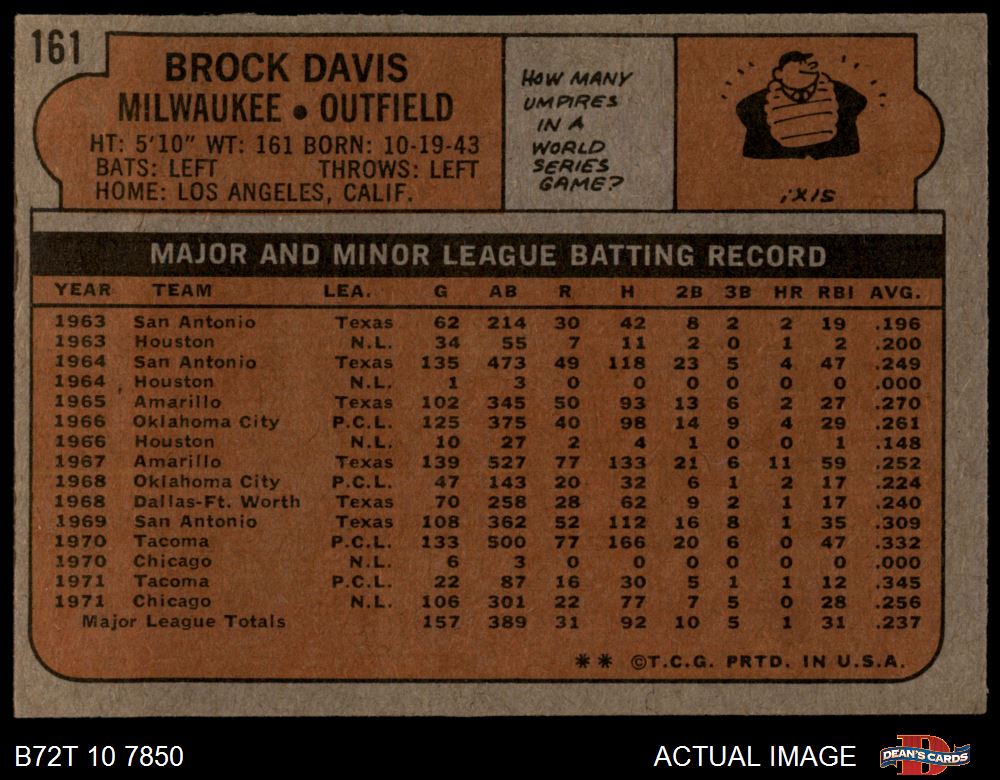 161
BROCK DAVIS
MILWAUKEE • OUTFIELD
HT: 5'10" WT: 161 BORN: 10-19-43
BATS: LEFT THROWS: LEFT
HOME: LOS ANGELES, CALIF.
HOW MANY
UMPIRES
IN A
WORLD
SERIES
GAME?
¡XIS
MAJOR AND MINOR LEAGUE BATTING RECORD
YEAR TEAM LEA. G AB R H 2B 3B HR RBI AVG.
1963 San Antonio Texas 62 214 30 42 8 2 2 19 .196
1963 Houston N.L. 34 55 7 11 2 0 1 2 .200
1964 San Antonio Texas 135 473 49 118 23 5 4 47 .249
1964 Houston N.L. 1 3 0 0 0 0 0 0 .000
1965 Amarillo Texas 102 345 50 93 13 6 2 27 .270
1966 Oklahoma City P.C.L. 125 375 40 98 14 9 4 29 .261
1966 Houston N.L. 10 27 2 4 1 0 0 1 .148
1967 Amarillo Texas 139 527 77 133 21 6 11 59 .252
1968 Oklahoma City P.C.L. 47 143 20 32 6 1 2 17 .224
1968 Dallas-Ft. Worth Texas 70 258 28 62 9 2 1 17 .240
1969 San Antonio Texas 108 362 52 112 16 8 1 35 .309
1970 Tacoma P.C.L. 133 500 77 166 20 6 0 47 .332
1970 Chicago N.L. 6 3 0 0 0 0 0 0 .000
1971 Tacoma P.C.L. 22 87 16 30 5 1 1 12 .345
1971 Chicago N.L. 106 301 22 77 7 5 0 28 .256
Major League Totals 157 389 31 92 10 5 1 31 .237
** ©T.C.G. PRTD. IN U.S.A.
B72T 10 7850 ACTUAL IMAGE DEAN'S CARDS